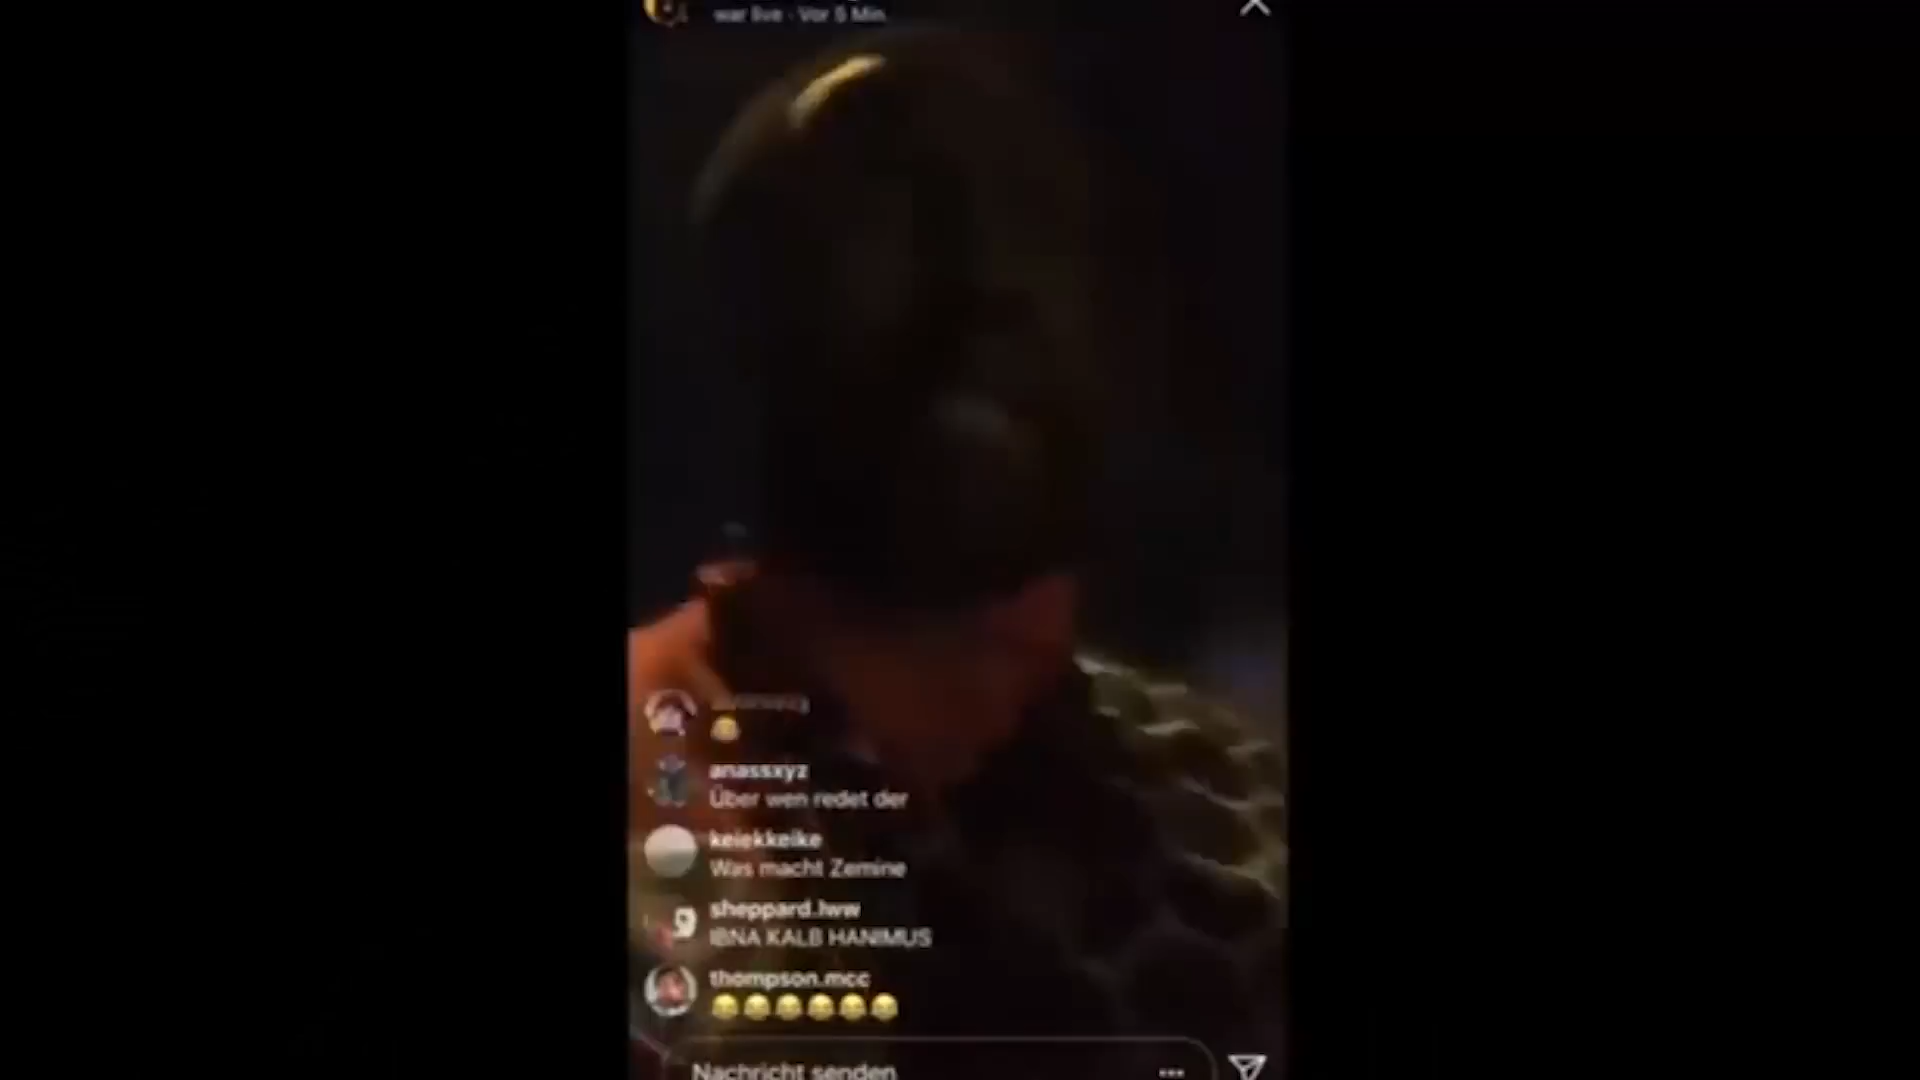 war live · Vor 5 Min.
😂
anassxyz
Über wen redet der
keiekkeike
Was macht Zemine
sheppard.lww
IBNA KALB HANIMUS
thompson.mcc
😂😂😂😂😂😂
Nachricht senden